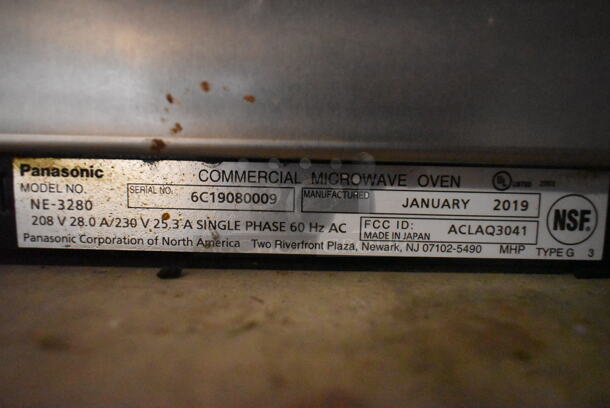 Panasonic COMMERCIAL MICROWAVE OVEN UL LISTED
MODEL NO. SERIAL NO. 6C19080009 MANUFACTURED JANUARY 2019
NE-3280
208 V 28.0 A/230 V 25.3 A SINGLE PHASE 60 Hz AC FCC ID: ACLAQ3041 NSF.
MADE IN JAPAN
Panasonic Corporation of North America Two Riverfront Plaza, Newark, NJ 07102-5490 MHP TYPE G 3